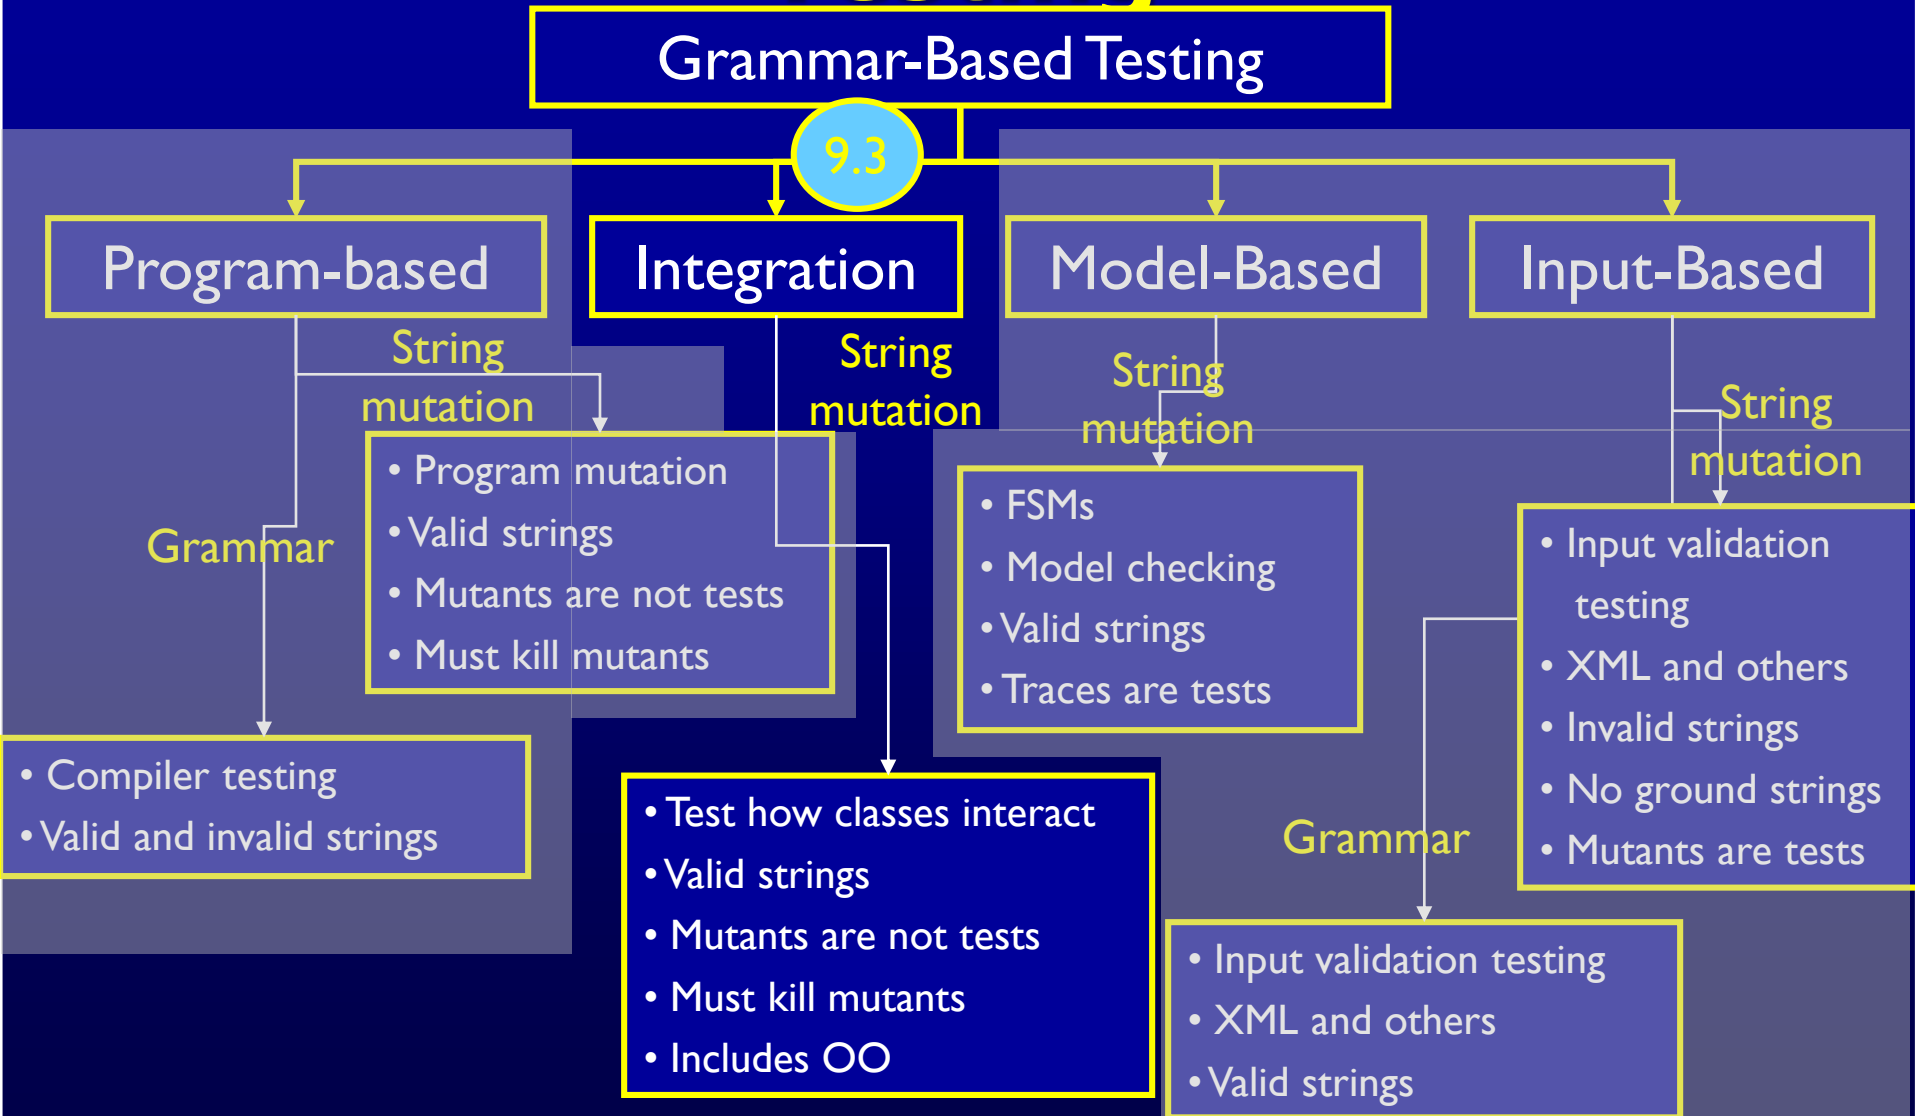 Grammar-Based Testing
9.3
Program-based
Integration
Model-Based
Input-Based
String
mutation
String
mutation
String
mutation
String
mutation
• Program mutation
• Valid strings
• Mutants are not tests
• Must kill mutants
Grammar
• Compiler testing
• Valid and invalid strings
• Test how classes interact
• Valid strings
• Mutants are not tests
• Must kill mutants
• Includes OO
• FSMs
• Model checking
• Valid strings
• Traces are tests
• Input validation
testing
• XML and others
• Invalid strings
• No ground strings
• Mutants are tests
Grammar
• Input validation testing
• XML and others
• Valid strings